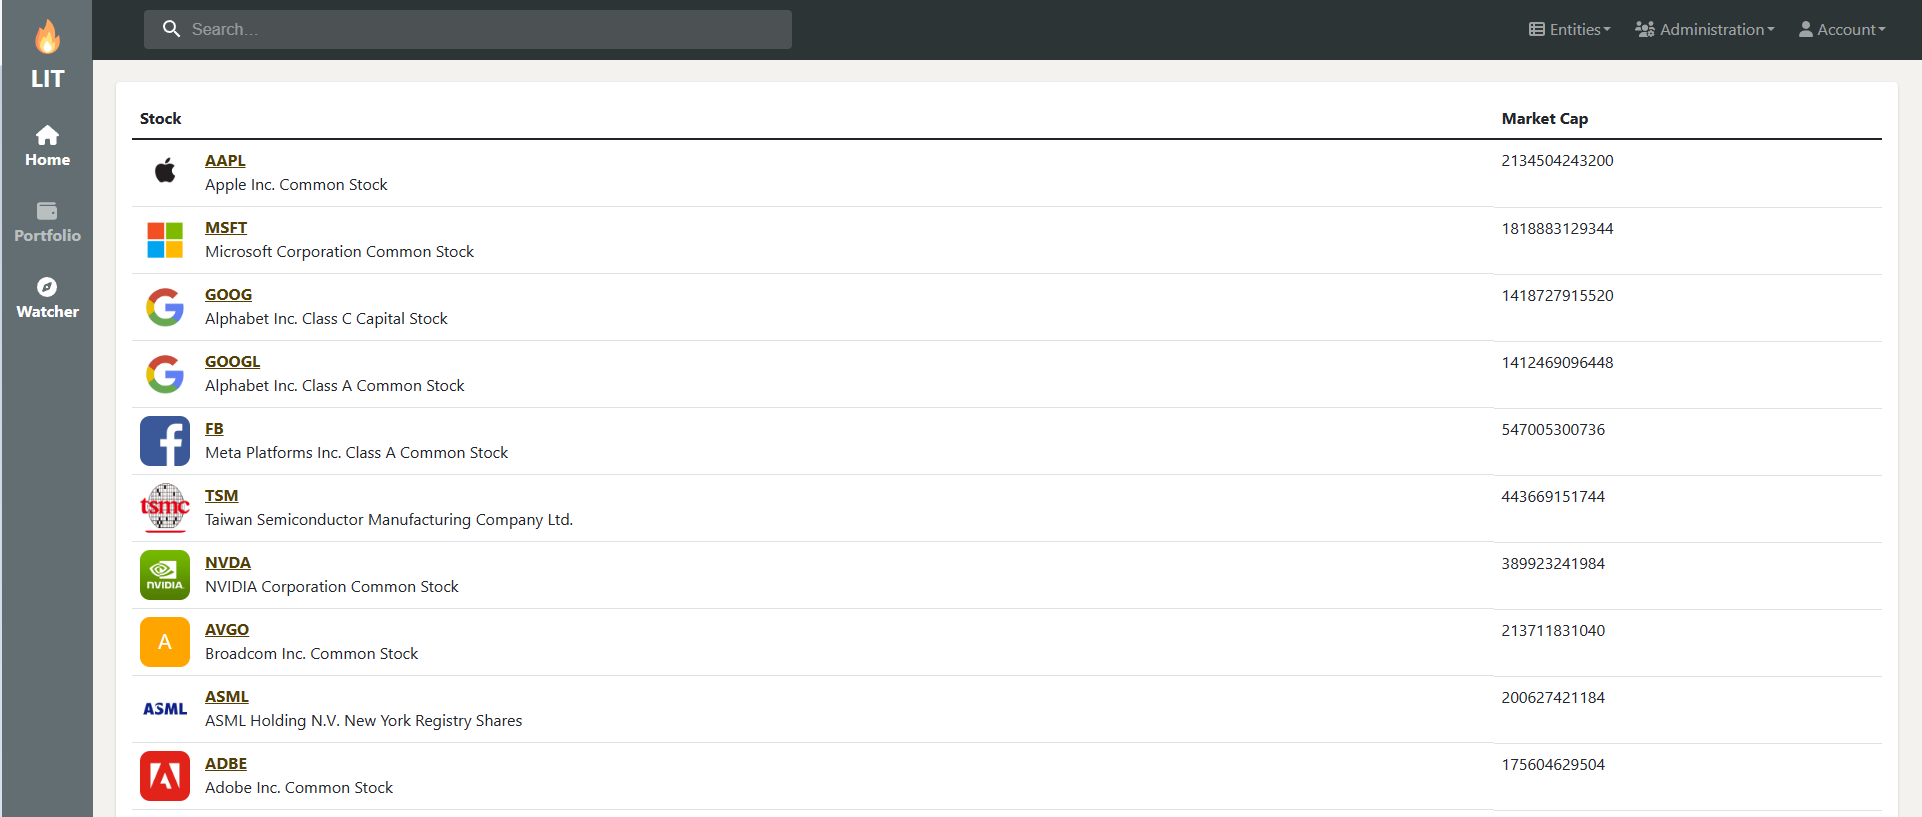 LIT
Home
Portfolio
Watcher
Search...
Entities
Administration
Account
Stock Market Cap
AAPL 2134504243200
Apple Inc. Common Stock
MSFT 1818883129344
Microsoft Corporation Common Stock
GOOG 1418727915520
Alphabet Inc. Class C Capital Stock
GOOGL 1412469096448
Alphabet Inc. Class A Common Stock
FB 547005300736
Meta Platforms Inc. Class A Common Stock
tsmc
TSM 443669151744
Taiwan Semiconductor Manufacturing Company Ltd.
NVIDIA
NVDA 389923241984
NVIDIA Corporation Common Stock
A
AVGO 213711831040
Broadcom Inc. Common Stock
ASML
ASML 200627421184
ASML Holding N.V. New York Registry Shares
ADBE 175604629504
Adobe Inc. Common Stock